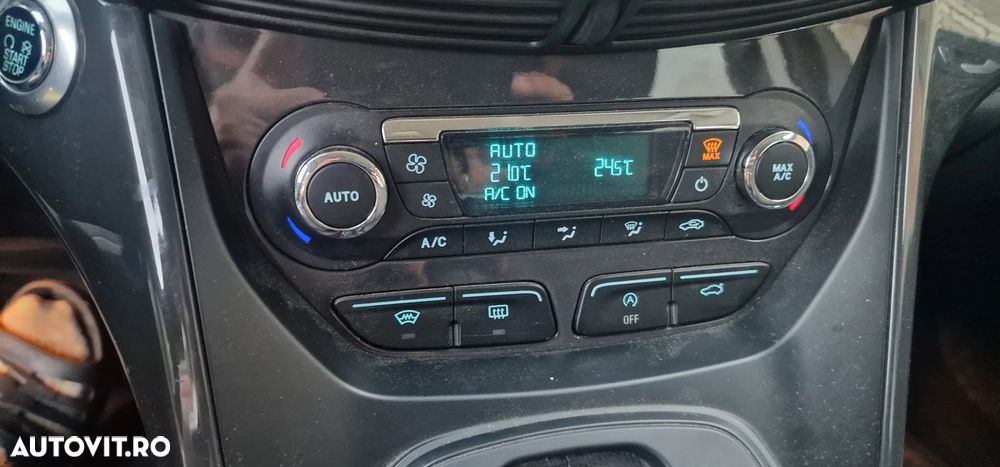 ENGINE
START
STOP
AUTO
AUTO
21.0°C
24.5°C
A/C ON
MAX
MAX
A/C
A/C
A
OFF
AUTOVIT.RO